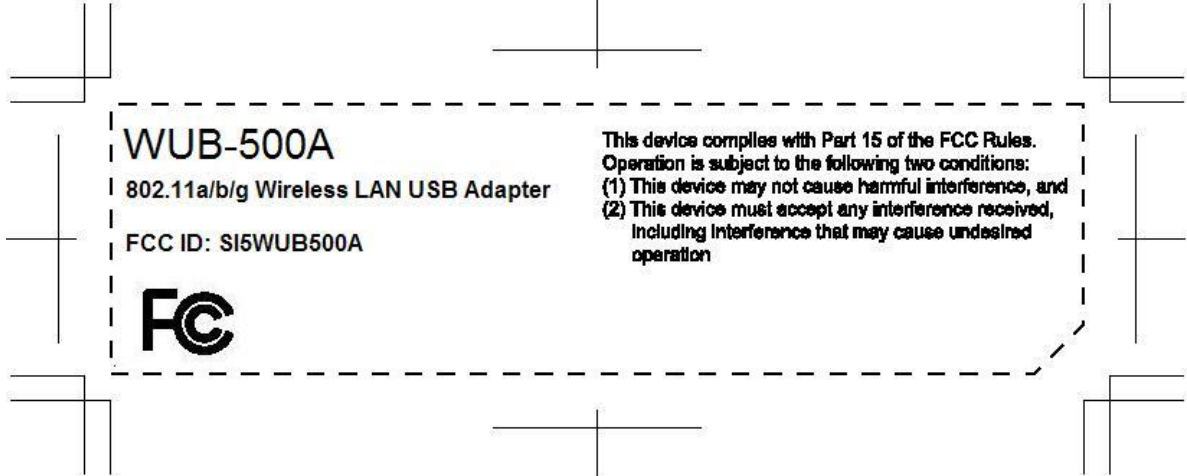 WUB-500A
802.11a/b/g Wireless LAN USB Adapter
FCC ID: SI5WUB500A
FC
This device complies with Part 15 of the FCC Rules.
Operation is subject to the following two conditions:
(1) This device may not cause harmful interference, and
(2) This device must accept any interference received,
including interference that may cause undesired
operation